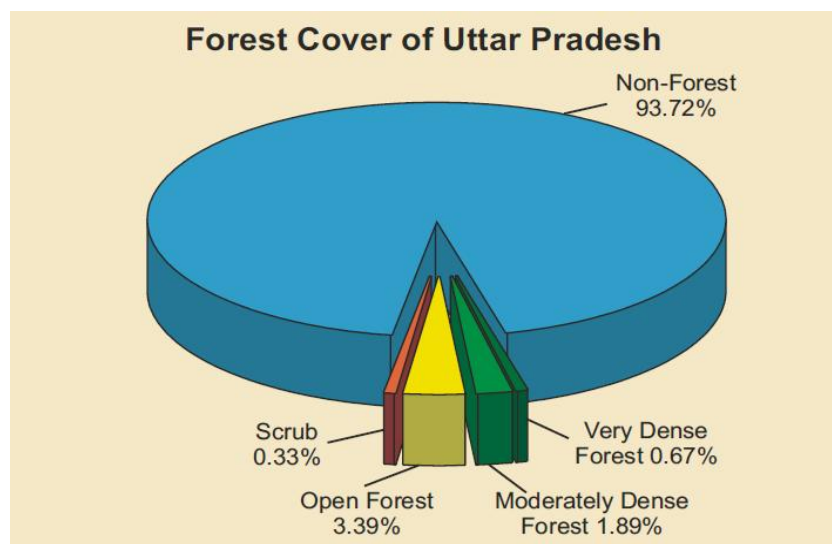 Forest Cover of Uttar Pradesh
Non-Forest
93.72%
Scrub
0.33%
Very Dense
Forest 0.67%
Open Forest
3.39%
Moderately Dense
Forest 1.89%